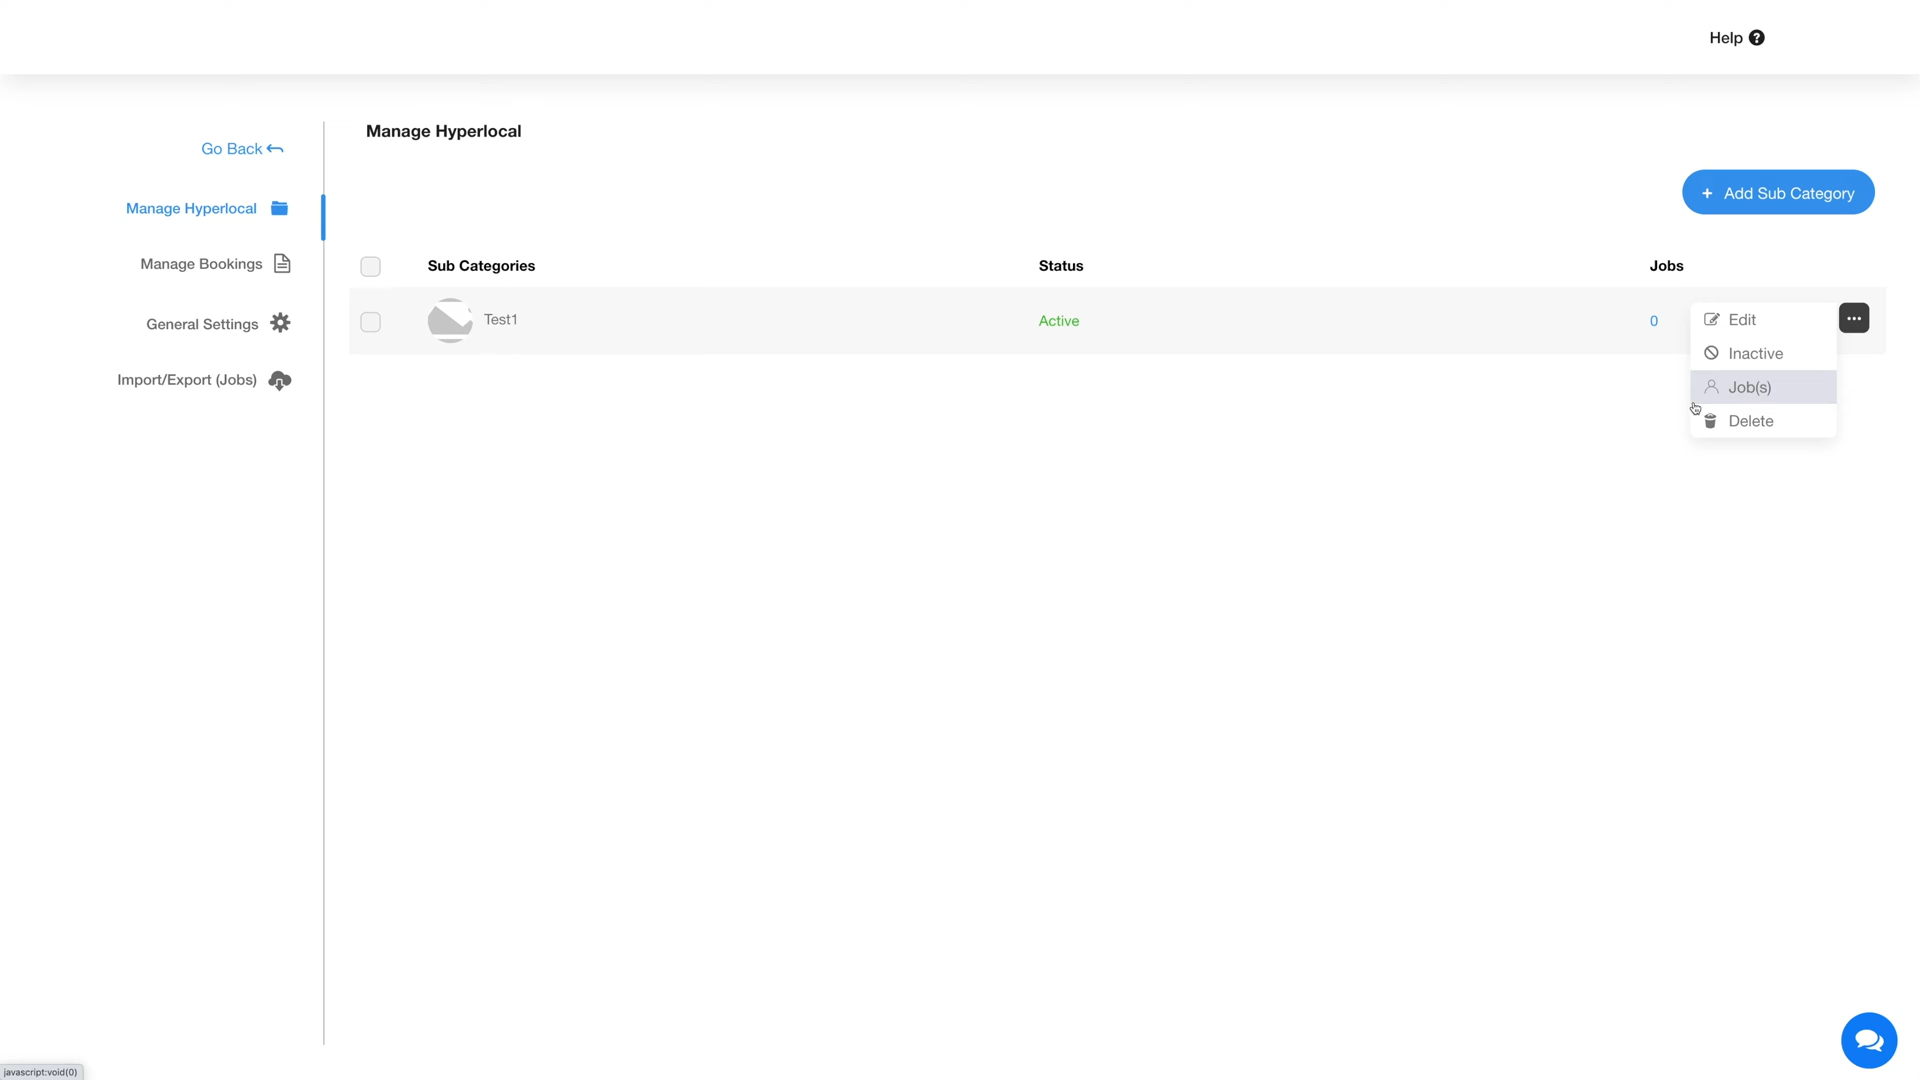 Help
Manage Hyperlocal
Go Back
Manage Hyperlocal
Manage Bookings
General Settings
Import/Export (Jobs)
+ Add Sub Category
Sub Categories Status Jobs
Test1 Active 0
Edit
Inactive
Job(s)
Delete
javascript:void(0)